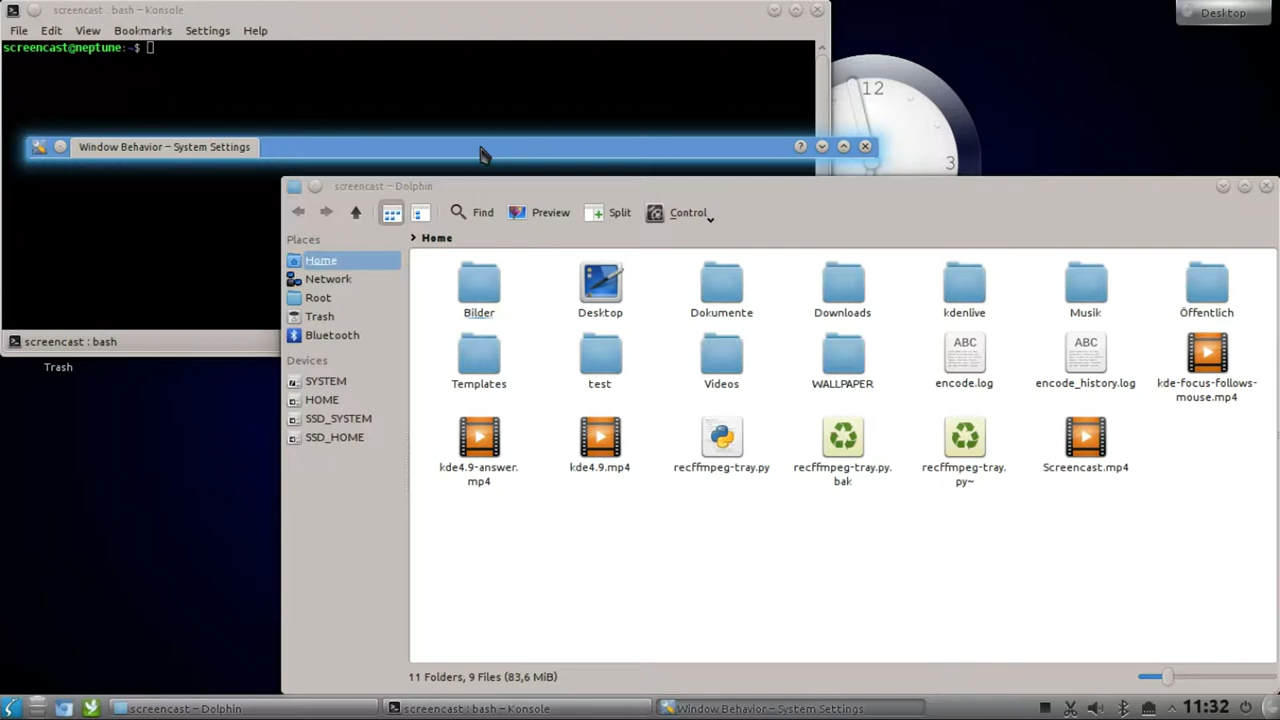 screencast : bash – Konsole
Desktop
File Edit View Bookmarks Settings Help
screencast@neptune:~$
12
3
Window Behavior – System Settings
?
screencast – Dolphin
Find Preview Split Control
Places
Home
Home
Network
Root
Trash
Bluetooth
Devices
SYSTEM
HOME
SSD_SYSTEM
SSD_HOME
Bilder Desktop Dokumente Downloads kdenlive Musik Öffentlich
ABC ABC
Templates test Videos WALLPAPER encode.log encode_history.log kde-focus-follows-
mouse.mp4
kde4.9-answer.
mp4
kde4.9.mp4
recffmpeg-tray.py
recffmpeg-tray.py.
bak
recffmpeg-tray.
py~
Screencast.mp4
screencast : bash
Trash
11 Folders, 9 Files (83,6 MiB)
screencast – Dolphin
screencast : bash – Konsole
Window Behavior – System Settings
11:32